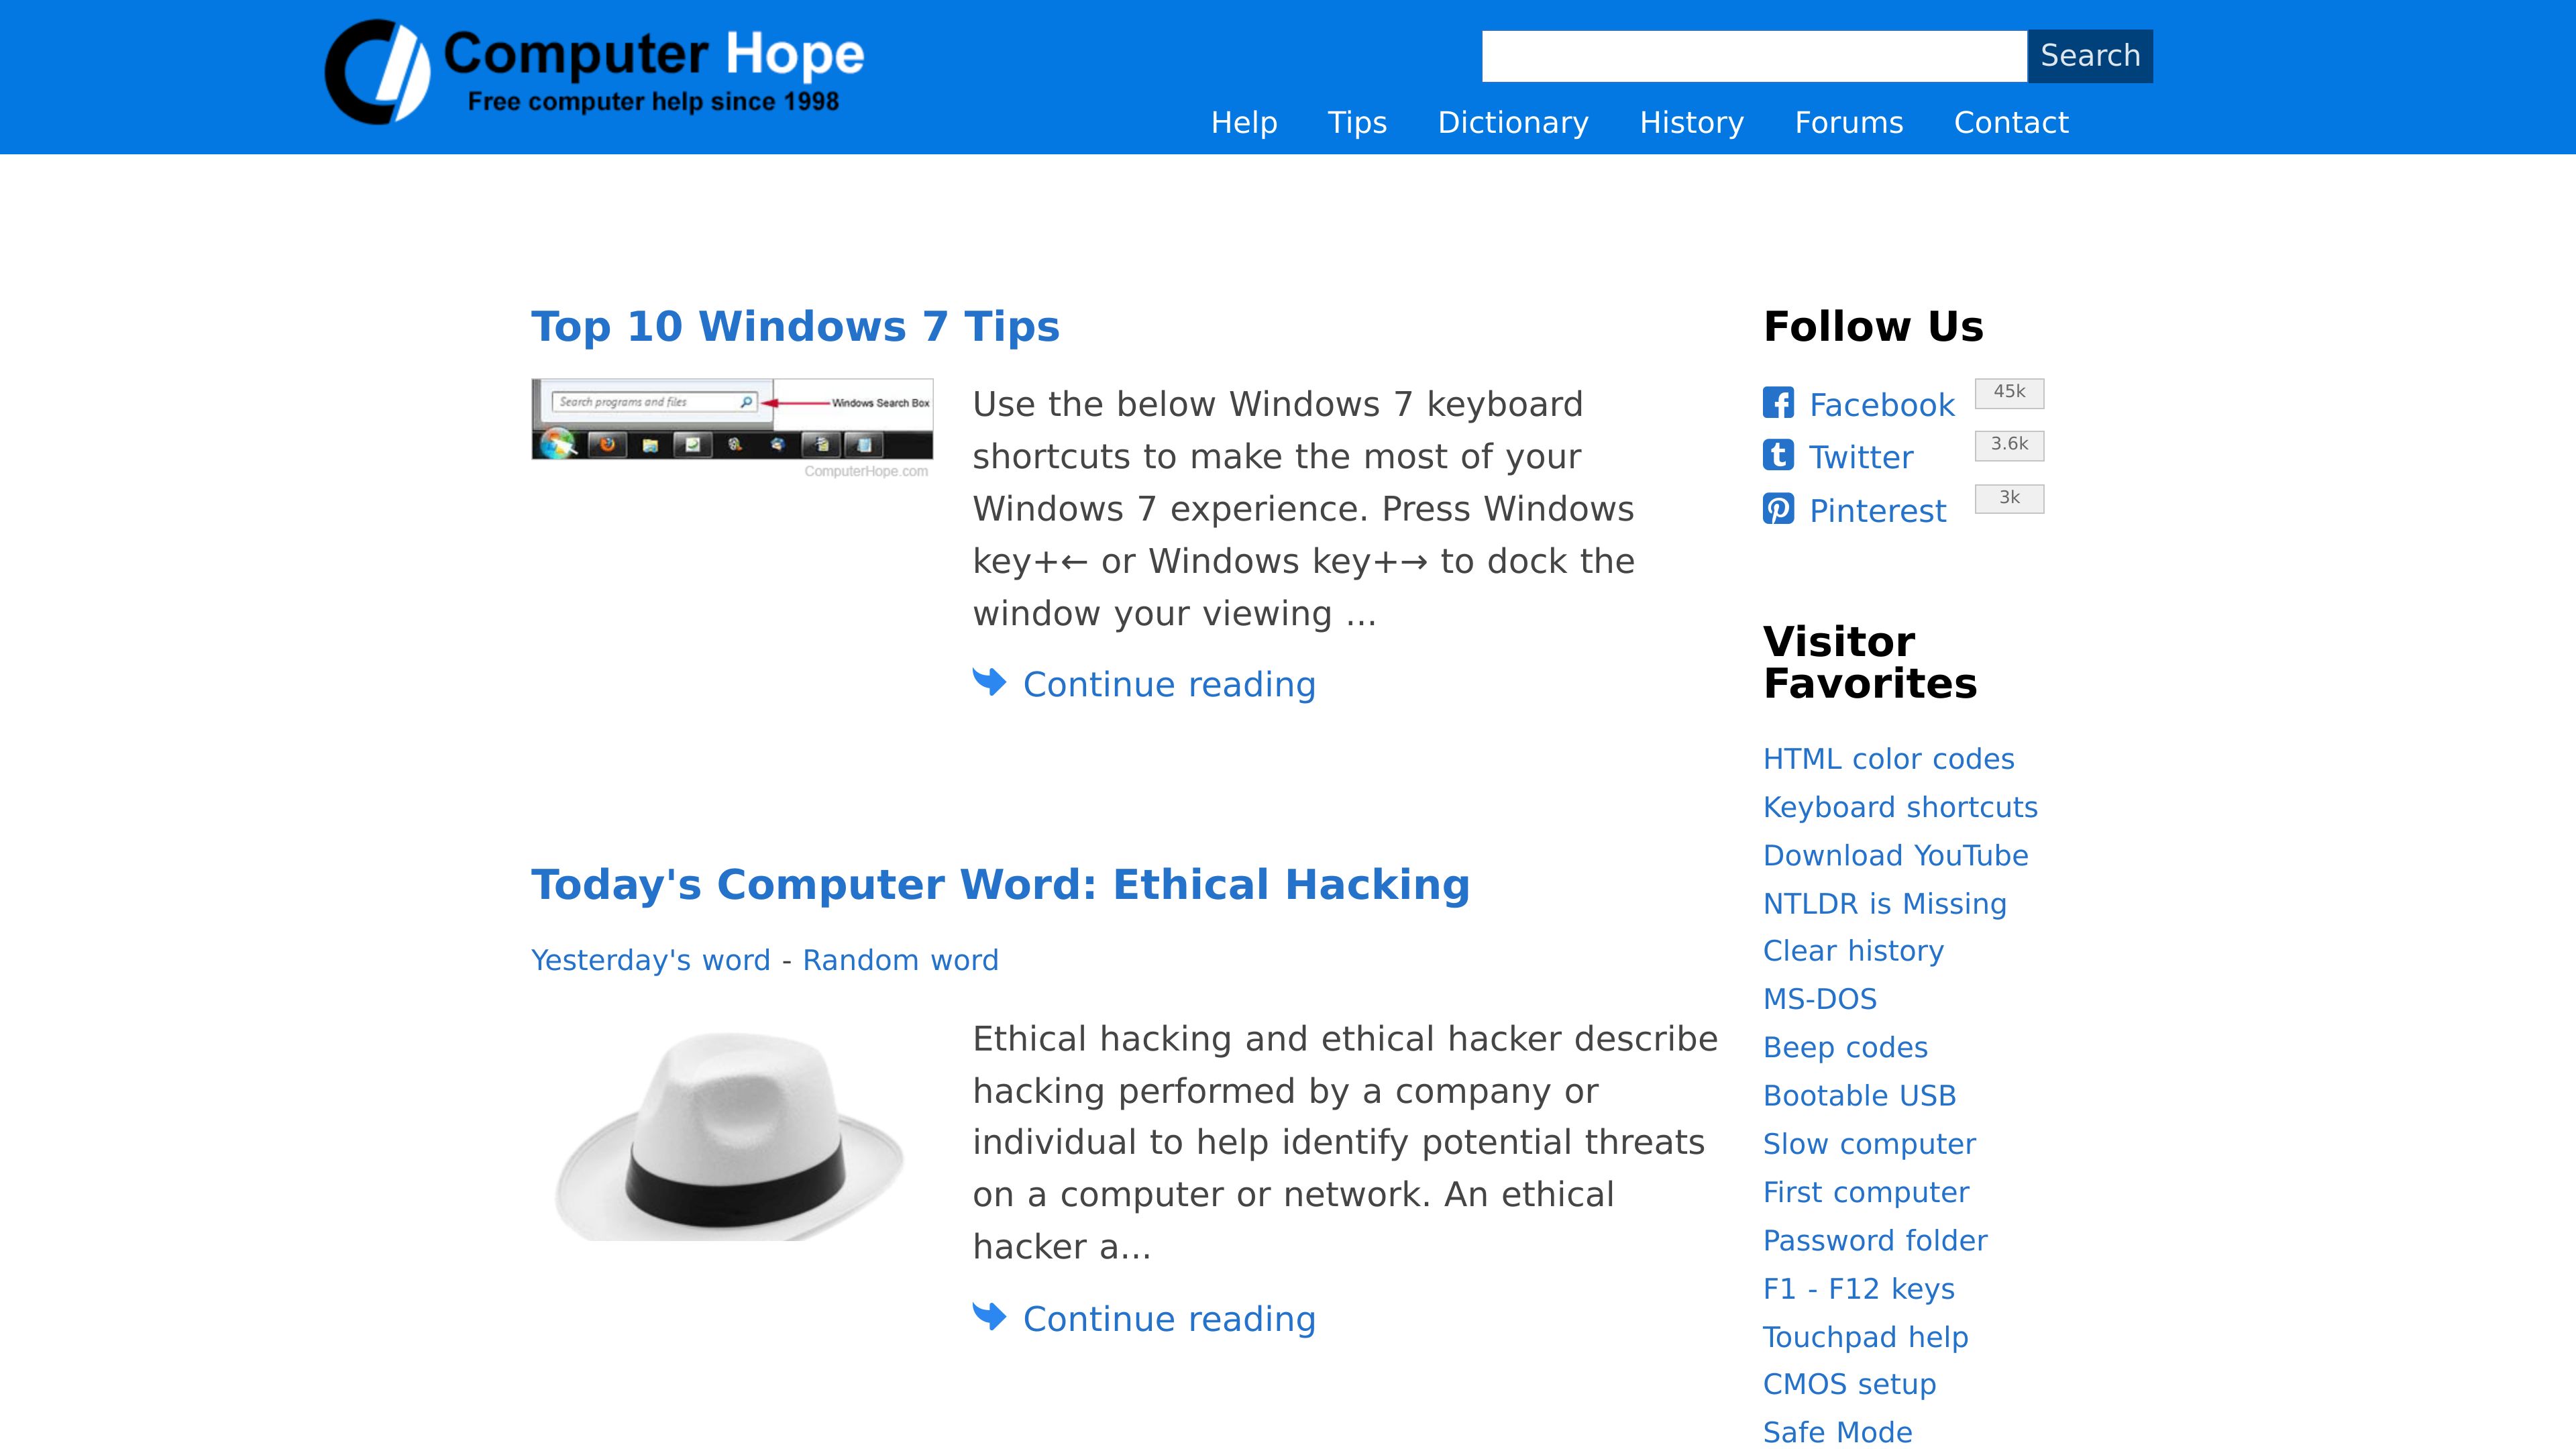 Computer Hope
Free computer help since 1998
Search
Help Tips Dictionary History Forums Contact
Top 10 Windows 7 Tips
Search programs and files
Windows Search Box
ComputerHope.com
Use the below Windows 7 keyboard
shortcuts to make the most of your
Windows 7 experience. Press Windows
key+← or Windows key+→ to dock the
window your viewing ...
Continue reading
Today's Computer Word: Ethical Hacking
Yesterday's word - Random word
Ethical hacking and ethical hacker describe
hacking performed by a company or
individual to help identify potential threats
on a computer or network. An ethical
hacker a...
Continue reading
Follow Us
Facebook 45k
Twitter 3.6k
Pinterest 3k
Visitor
Favorites
HTML color codes
Keyboard shortcuts
Download YouTube
NTLDR is Missing
Clear history
MS-DOS
Beep codes
Bootable USB
Slow computer
First computer
Password folder
F1 - F12 keys
Touchpad help
CMOS setup
Safe Mode